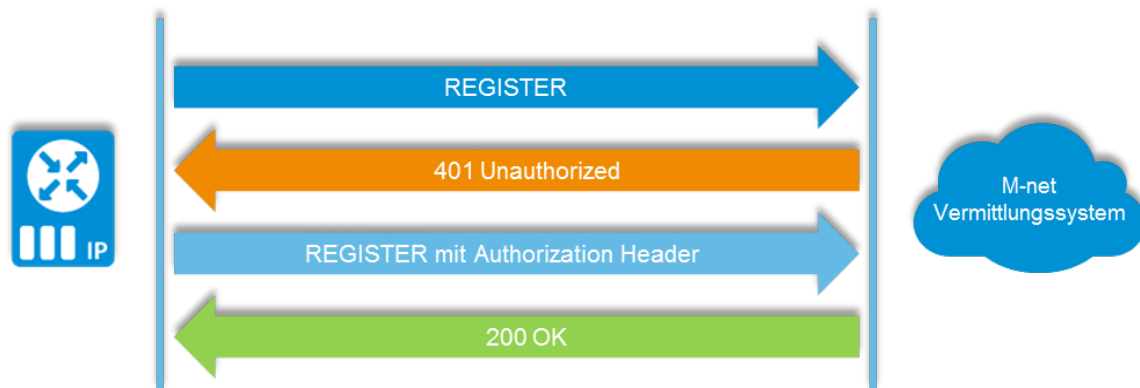 REGISTER
401 Unauthorized
IP
M-net
Vermittlungssystem
REGISTER mit Authorization Header
200 OK